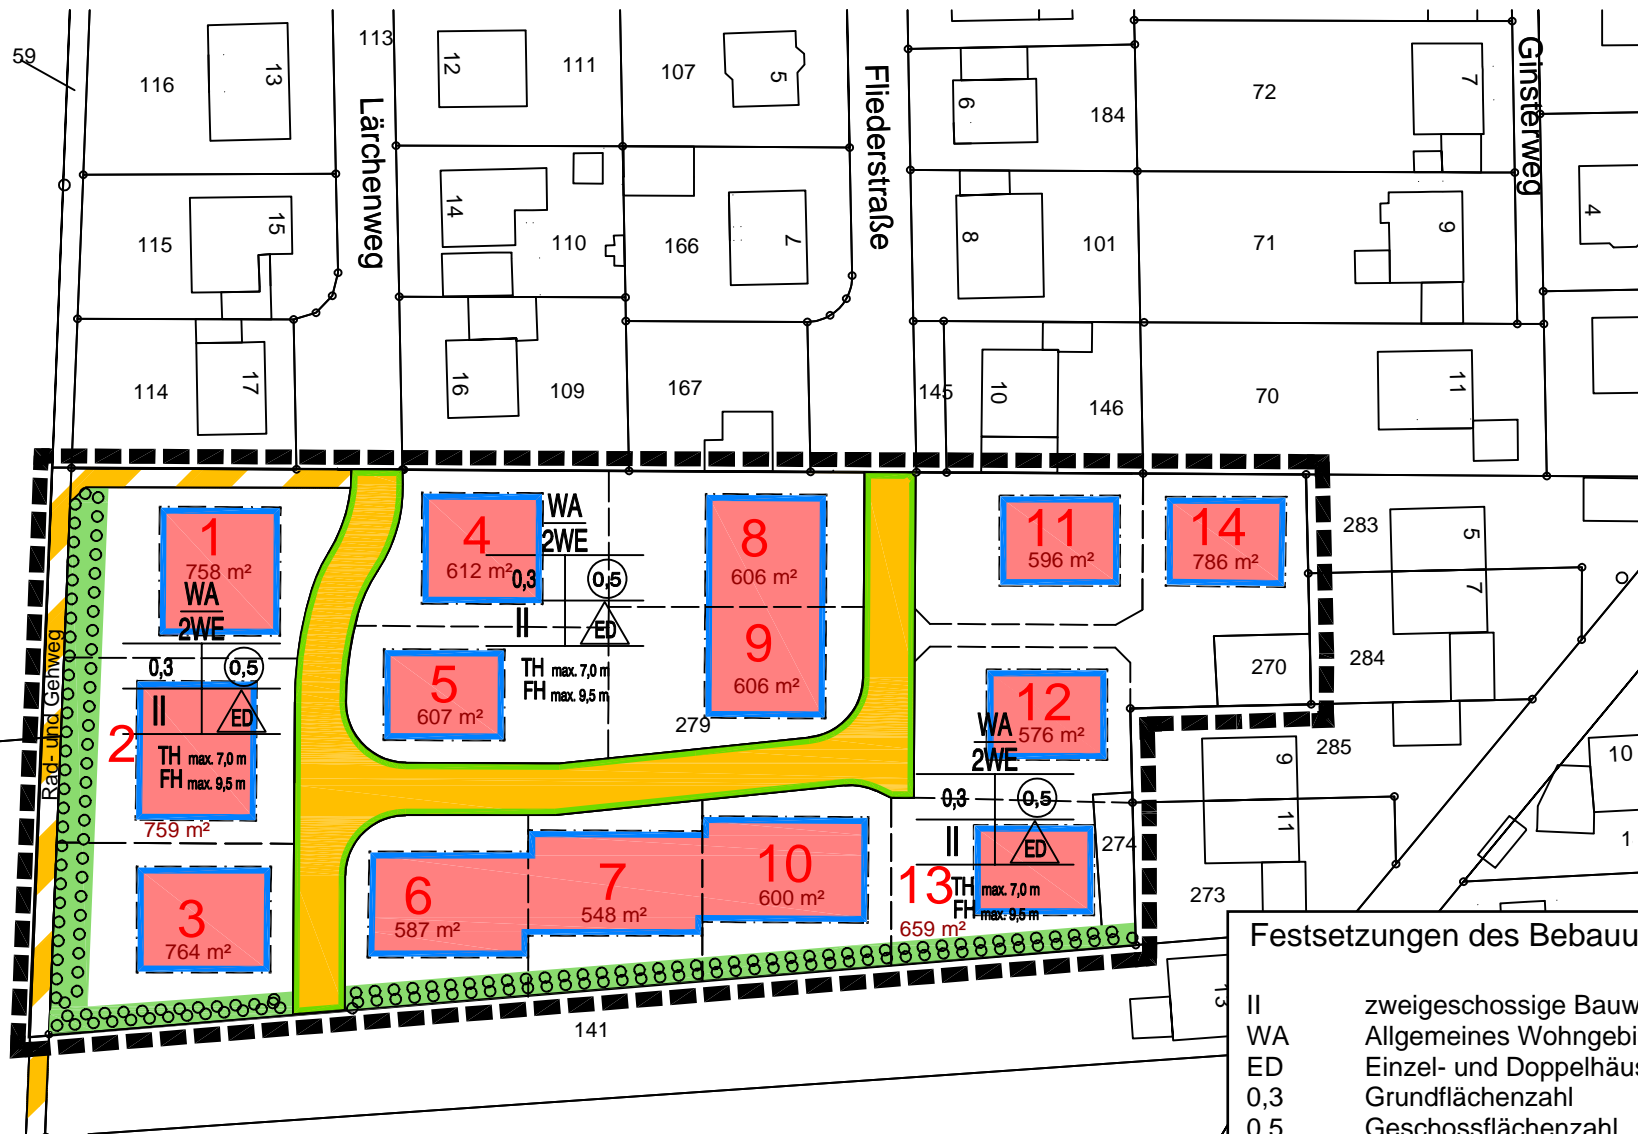 59
116
13
113
12
111
107
5
Lärchenweg
Fliederstraße
Ginsterweg
6
184
72
7
115
15
14
110
166
7
8
101
71
9
4
114
17
16
109
167
145
10
146
70
11
1
758 m²
WA
2WE
0,3
0,5
II
ED
TH max. 7,0 m
FH max. 9,5 m
2
759 m²
3
764 m²
Rad- und Gehweg
4
612 m²
WA
2WE
0,3
0,5
II
ED
TH max. 7,0 m
FH max. 9,5 m
5
607 m²
8
606 m²
9
606 m²
279
11
596 m²
14
786 m²
12
576 m²
WA
2WE
0,3
0,5
II
ED
TH max. 7,0 m
FH max. 9,5 m
13
659 m²
6
587 m²
7
548 m²
10
600 m²
283
5
7
270
284
285
9
11
274
273
10
1
13
141
Festsetzungen des Bebauu
II zweigeschossige Bauw
WA Allgemeines Wohngebi
ED Einzel- und Doppelhäus
0,3 Grundflächenzahl
0,5 Geschossflächenzahl